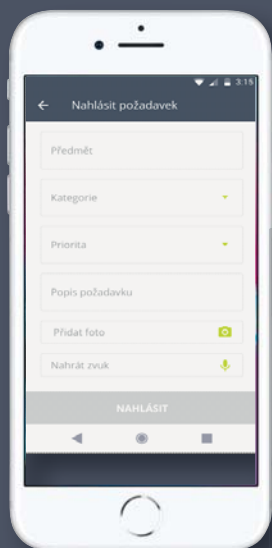 3:15
Nahlásit požadavek
Předmět
Kategorie
Priorita
Popis požadavku
Přidat foto
Nahrát zvuk
NAHLÁSIT